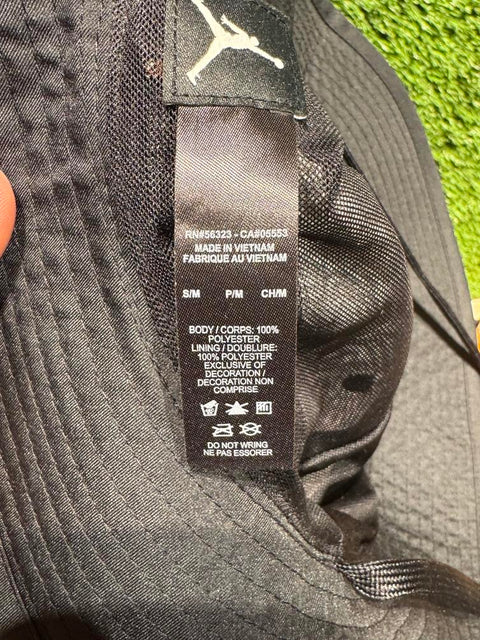 RN#56323 - CA#05553
MADE IN VIETNAM
FABRIQUE AU VIETNAM
S/M P/M CH/M
BODY / CORPS: 100%
POLYESTER
LINING / DOUBLURE:
100% POLYESTER
EXCLUSIVE OF
DECORATION /
DECORATION NON
COMPRISE
DO NOT WRING
NE PAS ESSORER